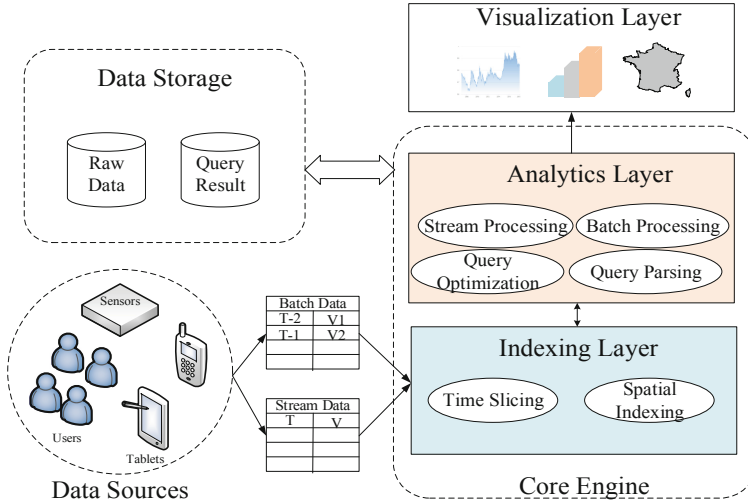 Visualization Layer
Data Storage
Raw
Data
Query
Result
Analytics Layer
Stream Processing
Batch Processing
Query
Optimization
Query Parsing
Sensors
Users
Tablets
Data Sources
Batch Data
T-2 V1
T-1 V2
Stream Data
T V
Indexing Layer
Time Slicing
Spatial
Indexing
Core Engine